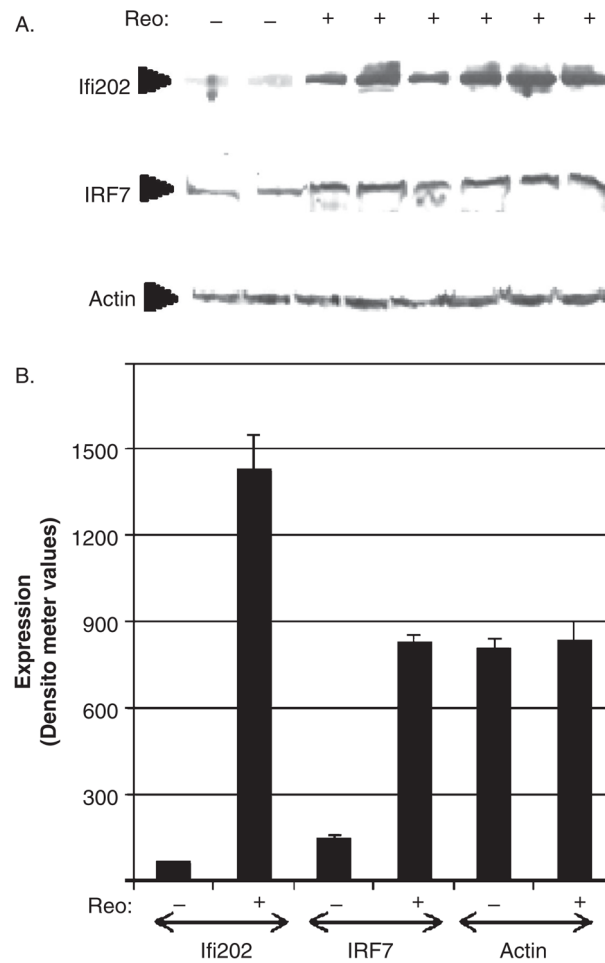 A.
Reo: – – + + + + + +
Ifi202
IRF7
Actin
B.
Expression
(Densito meter values)
1500
1200
900
600
300
Reo: – + – + – +
Ifi202 IRF7 Actin